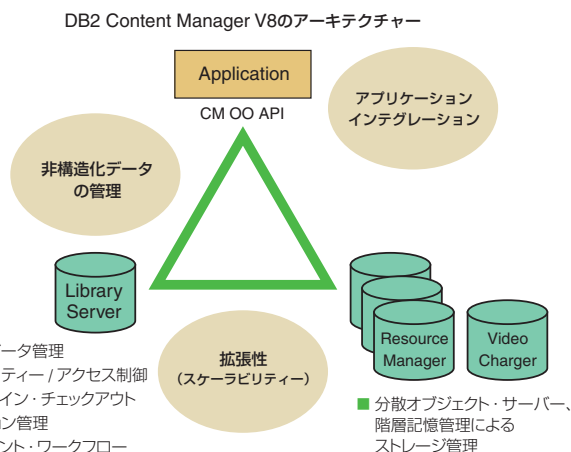 DB2 Content Manager V8のアーキテクチャー
Application
CM OO API
アプリケーション
インテグレーション
非構造化データ
の管理
Library
Server
拡張性
(スケーラビリティー)
Resource
Manager
Video
Charger
ータ管理
ティー / アクセス制御
イン・チェックアウト
ン管理
ント・ワークフロー
■ 分散オブジェクト・サーバー、
階層記憶管理による
ストレージ管理